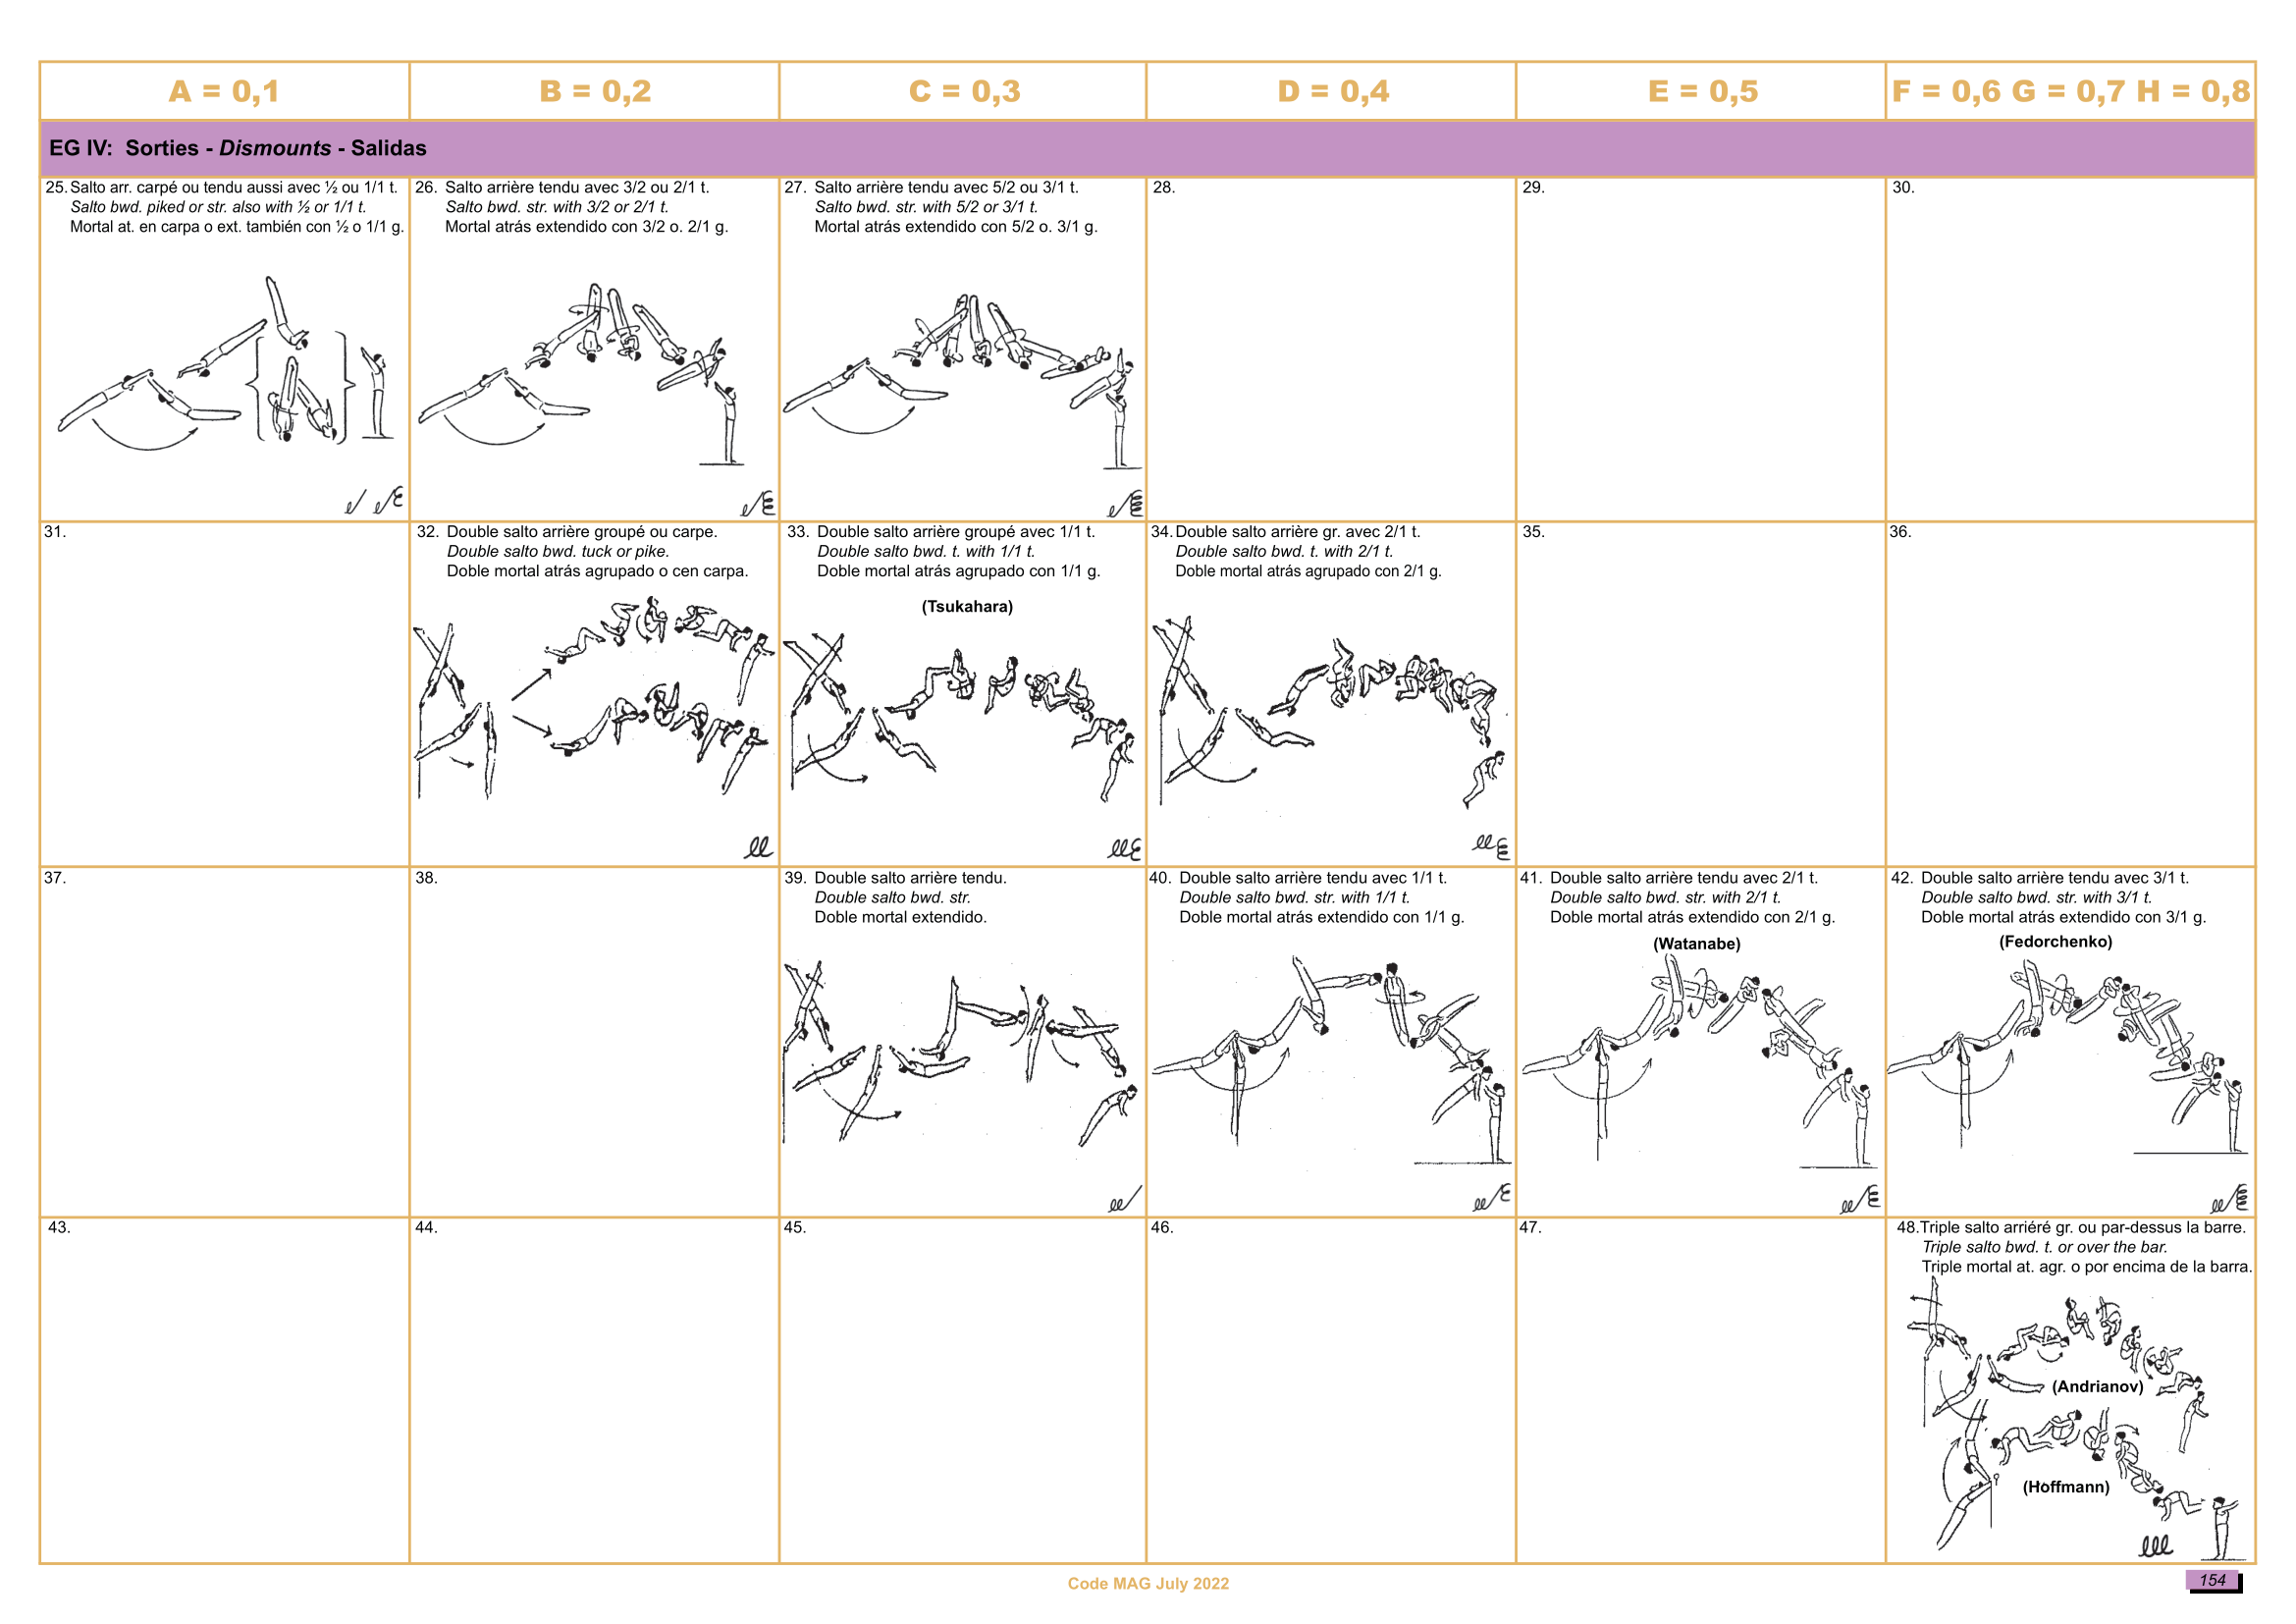 A = 0,1
B = 0,2
C = 0,3
D = 0,4
E = 0,5
F = 0,6 G = 0,7 H = 0,8
EG IV: Sorties - Dismounts - Salidas
25. Salto arr. carpé ou tendu aussi avec ½ ou 1/1 t.
Salto bwd. piked or str. also with ½ or 1/1 t.
Mortal at. en carpa o ext. también con ½ o 1/1 g.
26. Salto arrière tendu avec 3/2 ou 2/1 t.
Salto bwd. str. with 3/2 or 2/1 t.
Mortal atrás extendido con 3/2 o. 2/1 g.
27. Salto arrière tendu avec 5/2 ou 3/1 t.
Salto bwd. str. with 5/2 or 3/1 t.
Mortal atrás extendido con 5/2 o. 3/1 g.
28.
29.
30.
31.
32. Double salto arrière groupé ou carpe.
Double salto bwd. tuck or pike.
Doble mortal atrás agrupado o cen carpa.
33. Double salto arrière groupé avec 1/1 t.
Double salto bwd. t. with 1/1 t.
Doble mortal atrás agrupado con 1/1 g.
(Tsukahara)
34. Double salto arrière gr. avec 2/1 t.
Double salto bwd. t. with 2/1 t.
Doble mortal atrás agrupado con 2/1 g.
35.
36.
37.
38.
39. Double salto arrière tendu.
Double salto bwd. str.
Doble mortal extendido.
40. Double salto arrière tendu avec 1/1 t.
Double salto bwd. str. with 1/1 t.
Doble mortal atrás extendido con 1/1 g.
41. Double salto arrière tendu avec 2/1 t.
Double salto bwd. str. with 2/1 t.
Doble mortal atrás extendido con 2/1 g.
(Watanabe)
42. Double salto arrière tendu avec 3/1 t.
Double salto bwd. str. with 3/1 t.
Doble mortal atrás extendido con 3/1 g.
(Fedorchenko)
43.
44.
45.
46.
47.
48.Triple salto arriéré gr. ou par-dessus la barre.
Triple salto bwd. t. or over the bar.
Triple mortal at. agr. o por encima de la barra.
(Andrianov)
(Hoffmann)
Code MAG July 2022
154